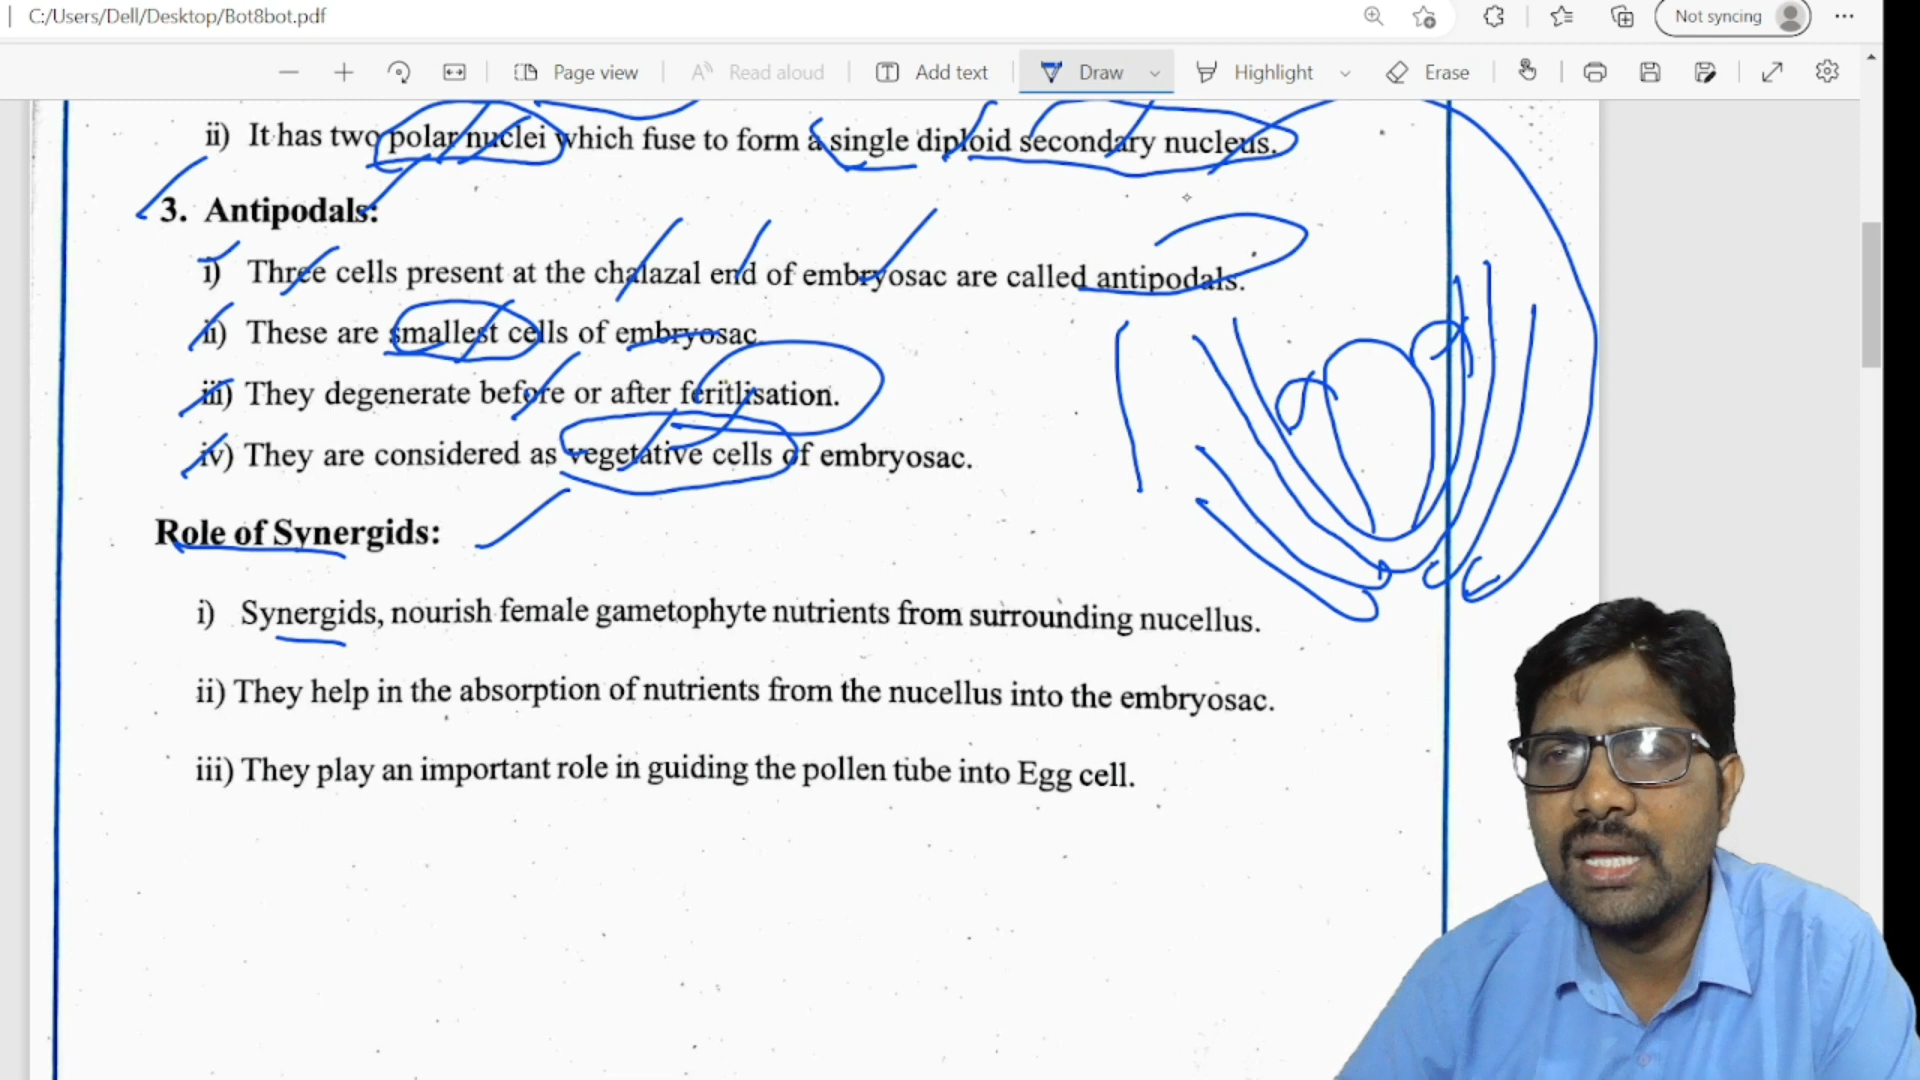 C:/Users/Dell/Desktop/Bot8bot.pdf
Not syncing
Page view
Read aloud
Add text
Draw
Highlight
Erase
ii) It has two polar nuclei which fuse to form a single diploid secondary nucleus.
3. Antipodals:
i) Three cells present at the chalazal end of embryosac are called antipodals.
ii) These are smallest cells of embryosac.
iii) They degenerate before or after feritlisation.
iv) They are considered as vegetative cells of embryosac.
Role of Synergids:
i) Synergids, nourish female gametophyte nutrients from surrounding nucellus.
ii) They help in the absorption of nutrients from the nucellus into the embryosac.
iii) They play an important role in guiding the pollen tube into Egg cell.